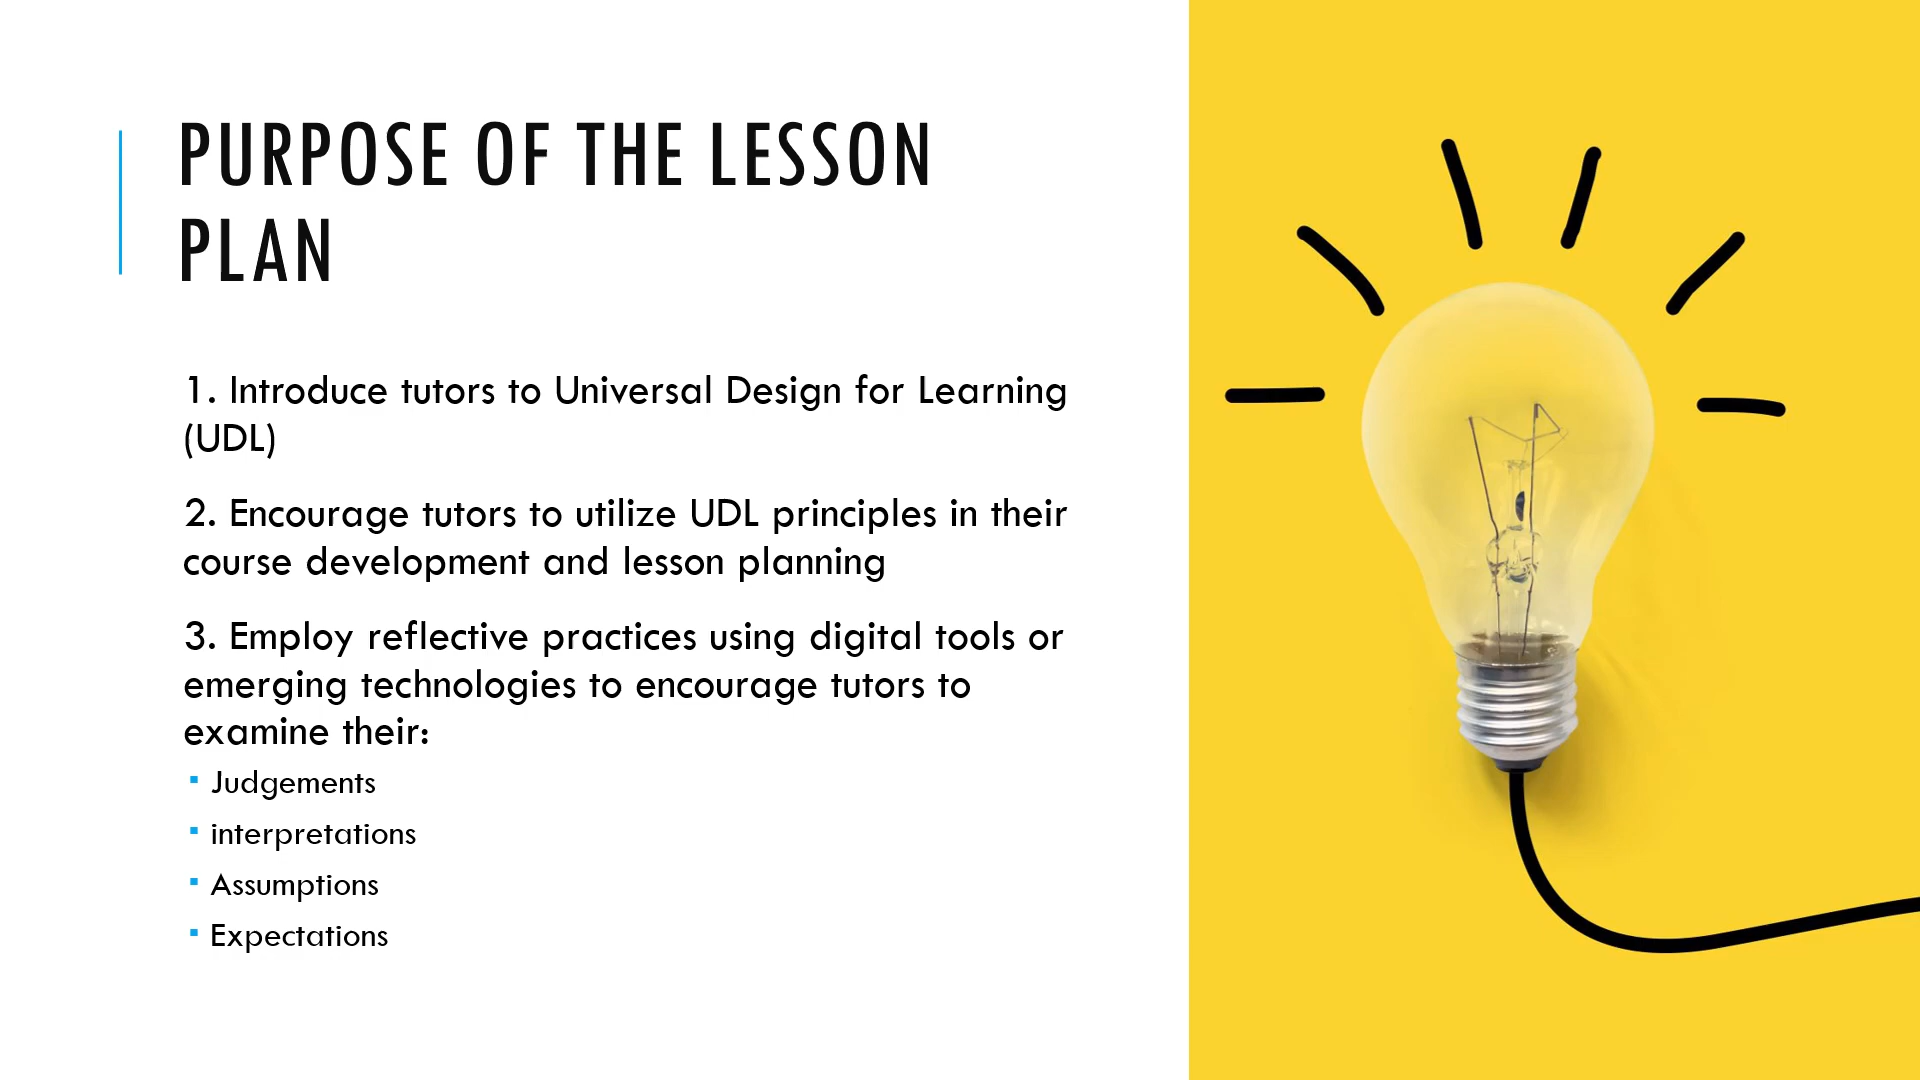 PURPOSE OF THE LESSON
PLAN
1. Introduce tutors to Universal Design for Learning
(UDL)
2. Encourage tutors to utilize UDL principles in their
course development and lesson planning
3. Employ reflective practices using digital tools or
emerging technologies to encourage tutors to
examine their:
▪ Judgements
▪ interpretations
▪ Assumptions
▪ Expectations